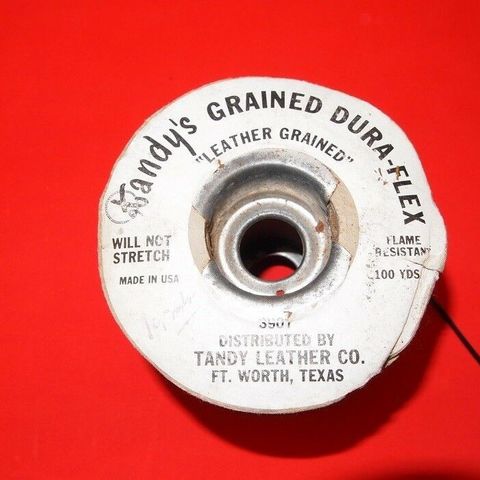 Tandy's GRAINED DURA-FLEX
"LEATHER GRAINED"
WILL NOT
STRETCH
MADE IN USA
FLAME
RESISTANT
100 YDS
3907
DISTRIBUTED BY
TANDY LEATHER CO.
FT. WORTH, TEXAS